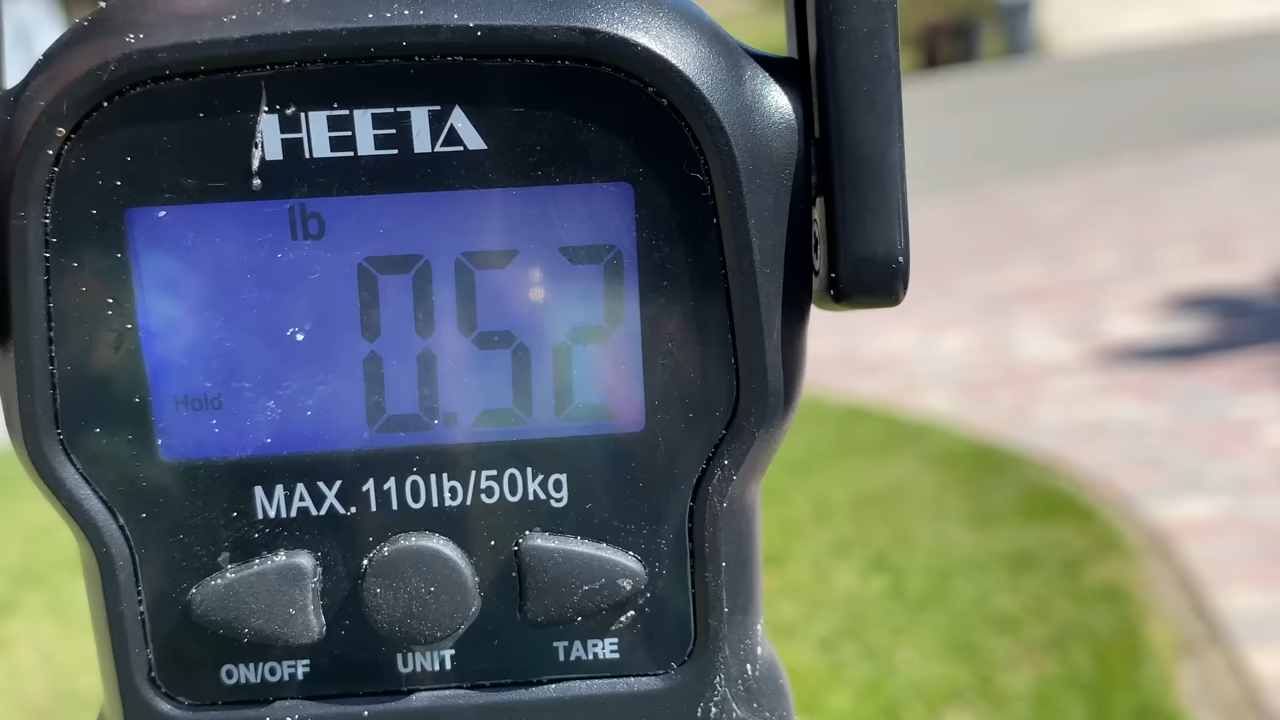 HEETA
lb
0.52
Hold
MAX.110lb/50kg
ON/OFF UNIT TARE